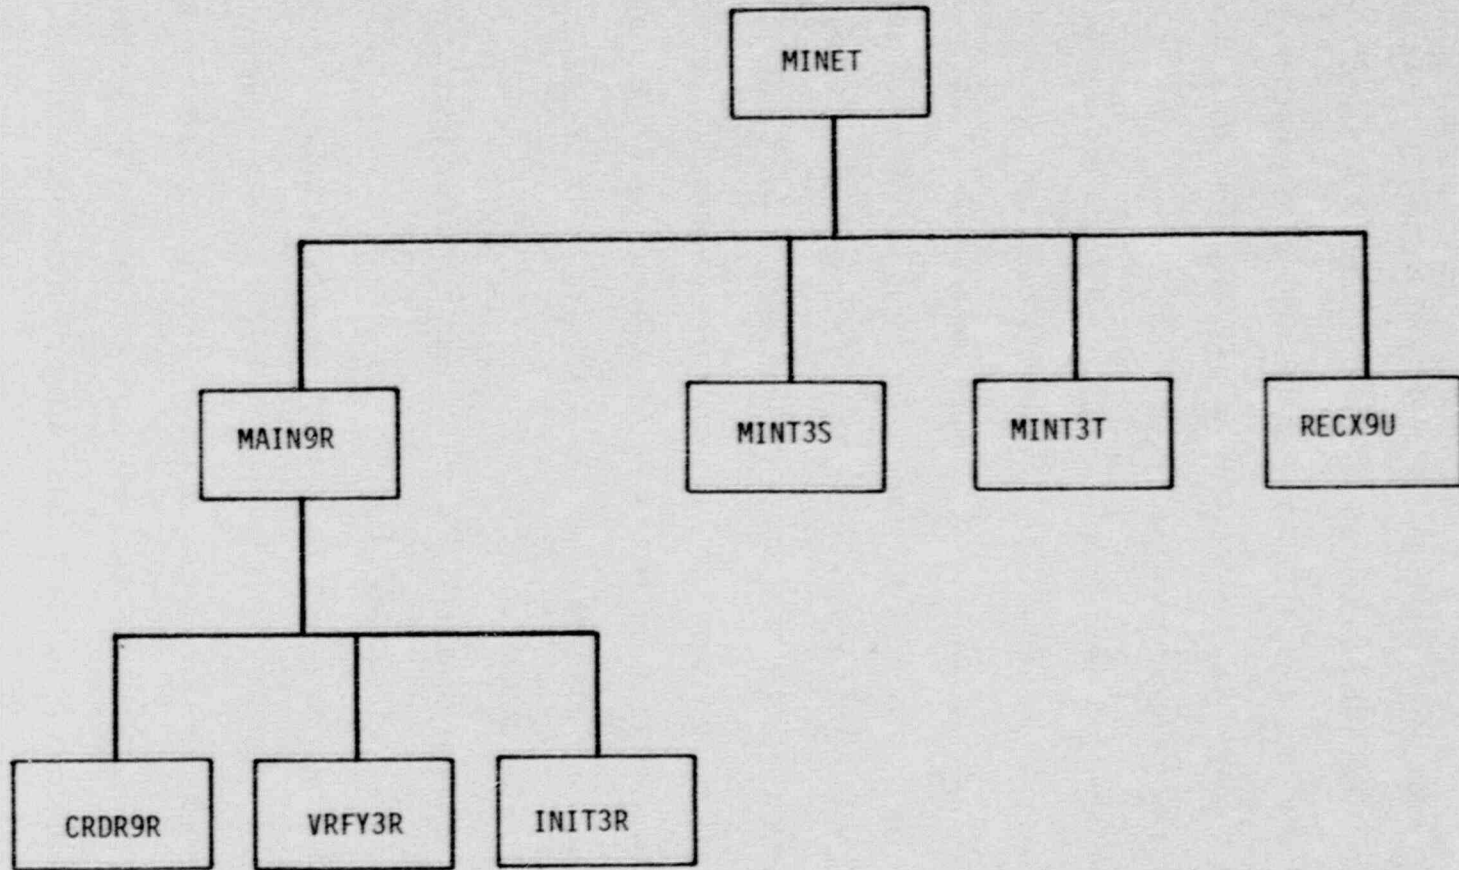 MINET
MAIN9R
MINT3S
MINT3T
RECX9U
CRDR9R
VRFY3R
INIT3R